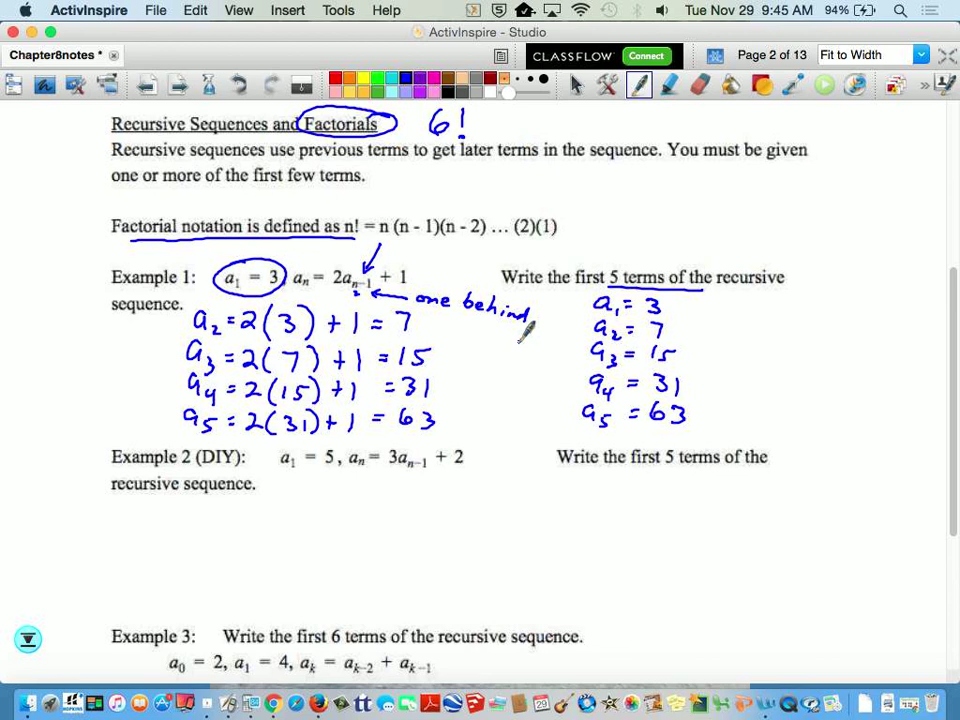 ActivInspire File Edit View Insert Tools Help Tue Nov 29 9:45 AM 94%
ActivInspire - Studio
Chapter8notes * CLASSFLOW Connect Page 2 of 13 Fit to Width
Recursive Sequences and Factorials 6!
Recursive sequences use previous terms to get later terms in the sequence. You must be given
one or more of the first few terms.
Factorial notation is defined as n! = n (n - 1)(n - 2) … (2)(1)
Example 1: a₁ = 3, aₙ = 2aₙ₋₁ + 1 Write the first 5 terms of the recursive
sequence.
one behind
a₂ = 2(3) + 1 = 7
a₃ = 2(7) + 1 = 15
a₄ = 2(15) + 1 = 31
a₅ = 2(31) + 1 = 63
a₁ = 3
a₂ = 7
a₃ = 15
a₄ = 31
a₅ = 63
Example 2 (DIY): a₁ = 5, aₙ = 3aₙ₋₁ + 2 Write the first 5 terms of the
recursive sequence.
Example 3: Write the first 6 terms of the recursive sequence.
a₀ = 2, a₁ = 4, aₖ = aₖ₋₂ + aₖ₋₁